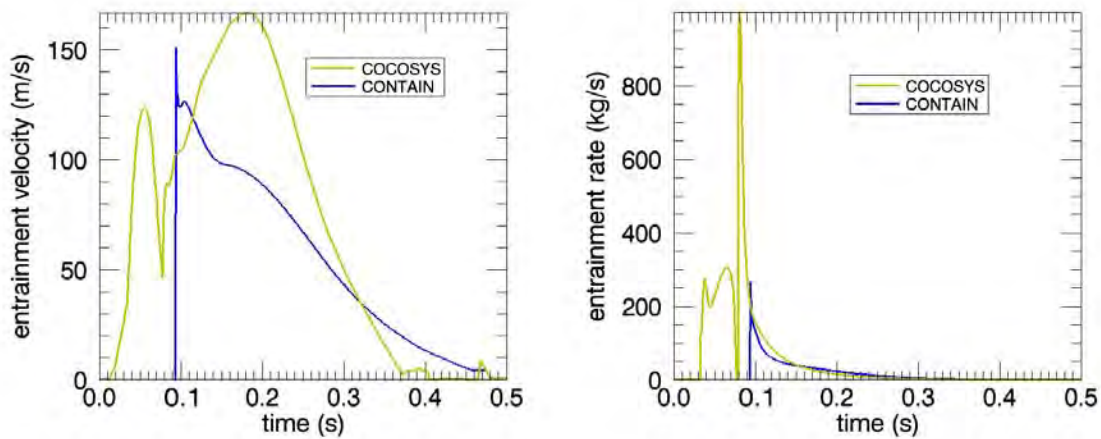 150
100
50
0
entrainment velocity (m/s)
COCOSYS
CONTAIN
0.0 0.1 0.2 0.3 0.4 0.5
time (s)
800
600
400
200
0
entrainment rate (kg/s)
COCOSYS
CONTAIN
0.0 0.1 0.2 0.3 0.4 0.5
time (s)